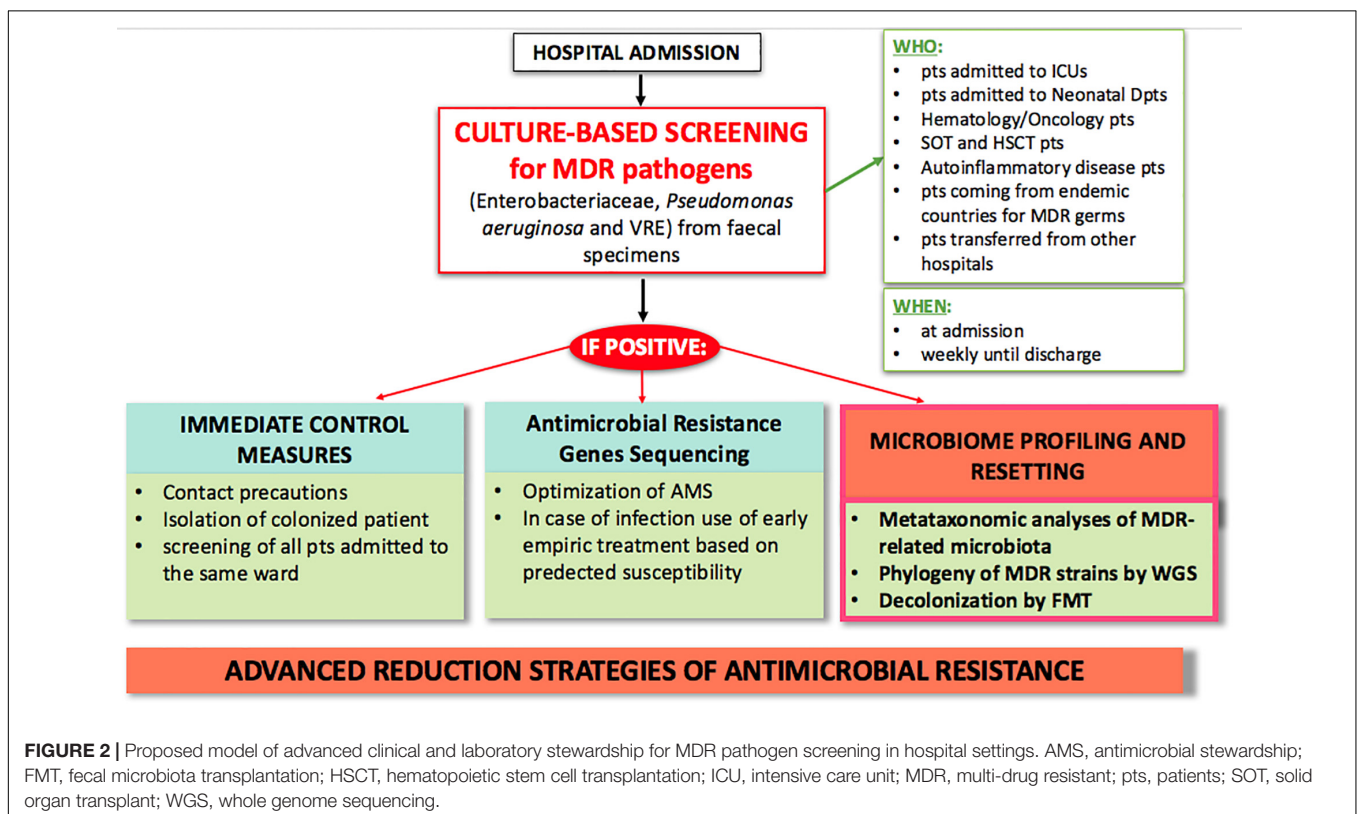 HOSPITAL ADMISSION
CULTURE-BASED SCREENING
for MDR pathogens
(Enterobacteriaceae, Pseudomonas
aeruginosa and VRE) from faecal
specimens
WHO:
• pts admitted to ICUs
• pts admitted to Neonatal Dpts
• Hematology/Oncology pts
• SOT and HSCT pts
• Autoinflammatory disease pts
• pts coming from endemic
countries for MDR germs
• pts transferred from other
hospitals
WHEN:
• at admission
• weekly until discharge
IF POSITIVE:
IMMEDIATE CONTROL
MEASURES
• Contact precautions
• Isolation of colonized patient
• screening of all pts admitted to
the same ward
Antimicrobial Resistance
Genes Sequencing
• Optimization of AMS
• In case of infection use of early
empiric treatment based on
predected susceptibility
MICROBIOME PROFILING AND
RESETTING
• Metataxonomic analyses of MDR-
related microbiota
• Phylogeny of MDR strains by WGS
• Decolonization by FMT
ADVANCED REDUCTION STRATEGIES OF ANTIMICROBIAL RESISTANCE
FIGURE 2 | Proposed model of advanced clinical and laboratory stewardship for MDR pathogen screening in hospital settings. AMS, antimicrobial stewardship;
FMT, fecal microbiota transplantation; HSCT, hematopoietic stem cell transplantation; ICU, intensive care unit; MDR, multi-drug resistant; pts, patients; SOT, solid
organ transplant; WGS, whole genome sequencing.